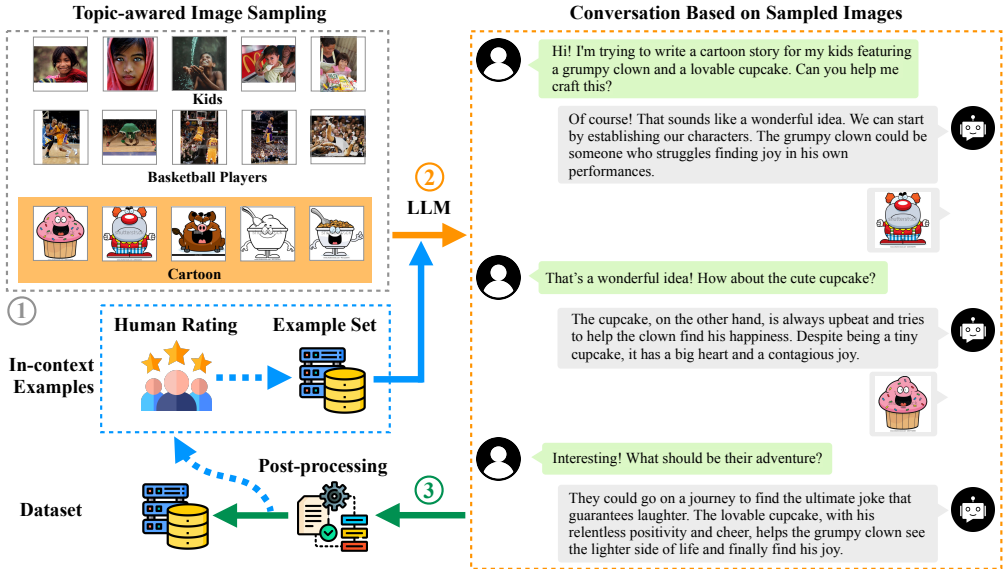 Topic-awared Image Sampling
Kids
Basketball Players
Cartoon
1
In-context
Examples
Human Rating
Example Set
2
LLM
Dataset
Post-processing
3
Conversation Based on Sampled Images
Hi! I'm trying to write a cartoon story for my kids featuring
a grumpy clown and a lovable cupcake. Can you help me
craft this?
Of course! That sounds like a wonderful idea. We can start
by establishing our characters. The grumpy clown could be
someone who struggles finding joy in his own
performances.
That's a wonderful idea! How about the cute cupcake?
The cupcake, on the other hand, is always upbeat and tries
to help the clown find his happiness. Despite being a tiny
cupcake, it has a big heart and a contagious joy.
Interesting! What should be their adventure?
They could go on a journey to find the ultimate joke that
guarantees laughter. The lovable cupcake, with his
relentless positivity and cheer, helps the grumpy clown see
the lighter side of life and finally find his joy.